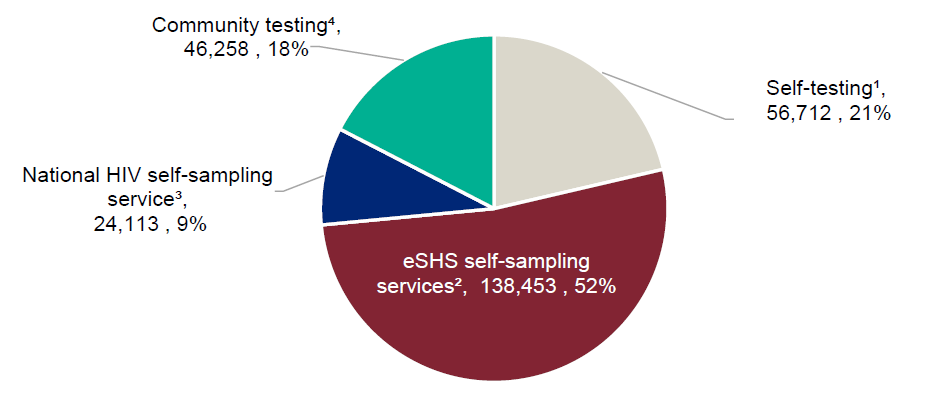 Community testing⁴,
46,258 , 18%
Self-testing¹,
56,712 , 21%
National HIV self-sampling
service³,
24,113 , 9%
eSHS self-sampling
services², 138,453 , 52%